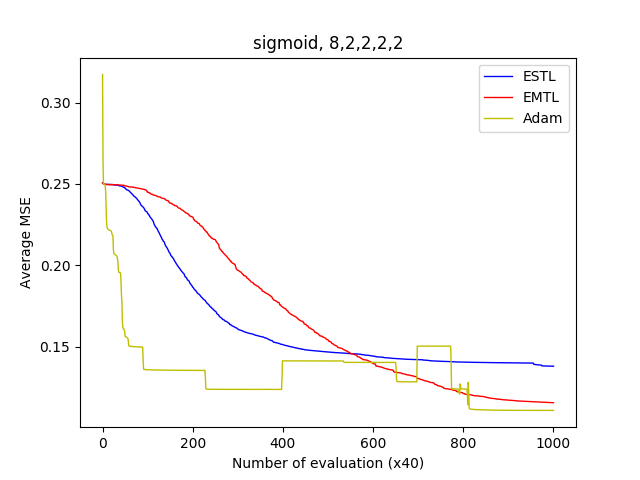 sigmoid, 8,2,2,2,2
ESTL
EMTL
Adam
0.30
0.25
0.20
0.15
Average MSE
0 200 400 600 800 1000
Number of evaluation (x40)